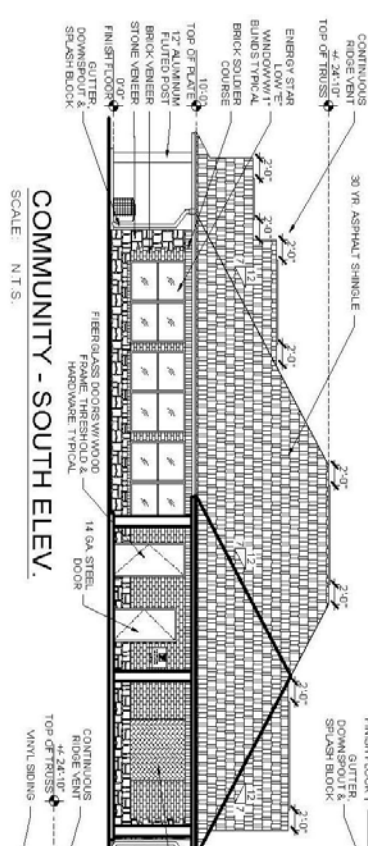 CONTINUOUS
RIDGE VENT
+/- 24'-10"
TOP OF TRUSS
30 YR. ASPHALT SHINGLE
ENERGY STAR
LOW "E"
WINDOW W/ 1"
BLINDS TYPICAL
BRICK SOLDIER
COURSE
10'-0"
TOP OF PLATE
12" ALUMINUM
FLUTED POST
BRICK VENEER
STONE VENEER
0'0"
FINISH FLOOR
GUTTER,
DOWNSPOUT &
SPLASH BLOCK
2'-0"
2'-0"
2'-0"
2'-0"
2'-0"
2'-0"
2'-0"
2'-0"
12
7
12
7
12
7
FIBERGLASS DOORS W/ WOOD
FRAME, THRESHOLD &
HARDWARE, TYPICAL
14 GA. STEEL
DOOR
COMMUNITY - SOUTH ELEV.
SCALE: N.T.S.
FINISH FLOOR
GUTTER,
DOWNSPOUT &
SPLASH BLOCK
CONTINUOUS
RIDGE VENT
+/- 24'-10"
TOP OF TRUSS
VINYL SIDING